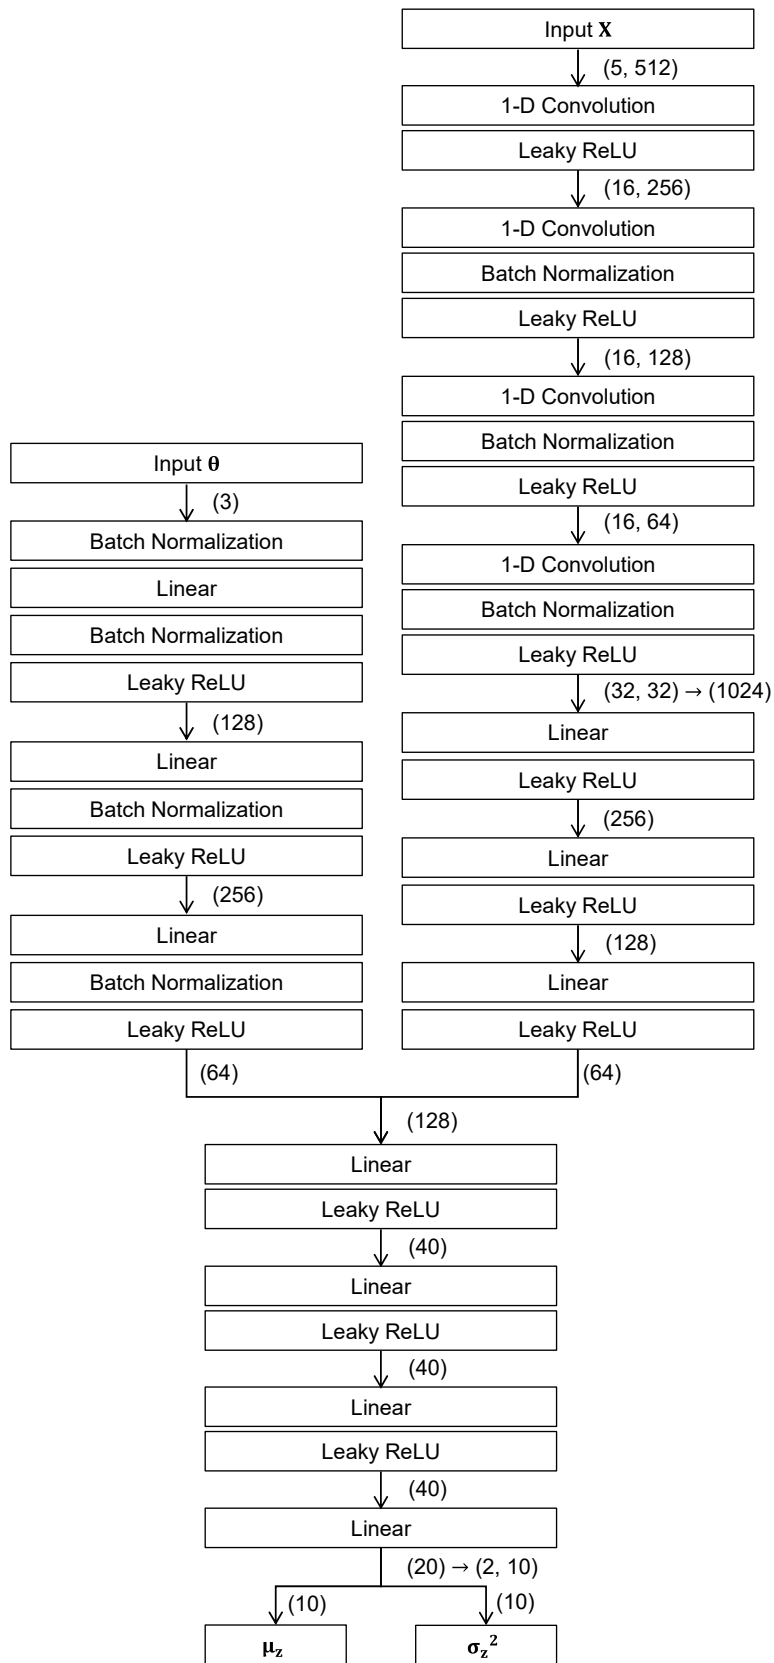 Input X
(5, 512)
1-D Convolution
Leaky ReLU
(16, 256)
1-D Convolution
Batch Normalization
Leaky ReLU
(16, 128)
1-D Convolution
Batch Normalization
Leaky ReLU
(16, 64)
1-D Convolution
Batch Normalization
Leaky ReLU
(32, 32) → (1024)
Linear
Leaky ReLU
(256)
Linear
Leaky ReLU
(128)
Linear
Leaky ReLU
(64)
Input θ
(3)
Batch Normalization
Linear
Batch Normalization
Leaky ReLU
(128)
Linear
Batch Normalization
Leaky ReLU
(256)
Linear
Batch Normalization
Leaky ReLU
(64)
(128)
Linear
Leaky ReLU
(40)
Linear
Leaky ReLU
(40)
Linear
Leaky ReLU
(40)
Linear
(20) → (2, 10)
(10)
(10)
μz
σz²